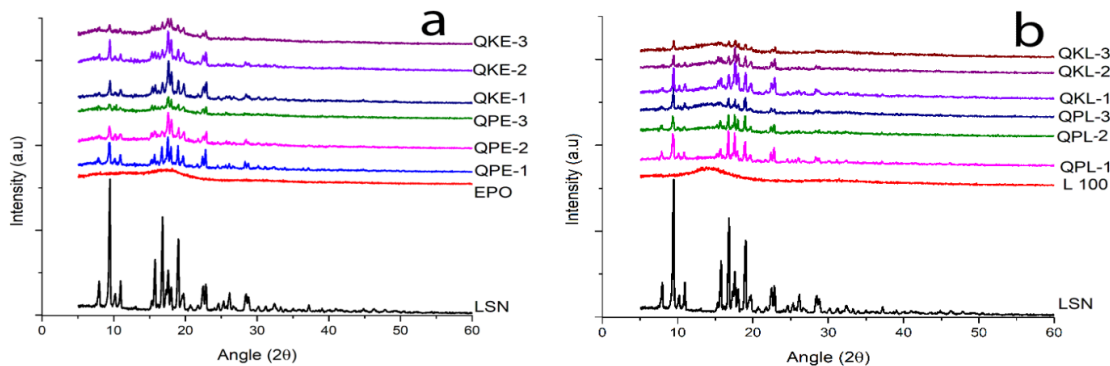 a
QKE-3
QKE-2
QKE-1
QPE-3
QPE-2
QPE-1
EPO
LSN
Intensity (a.u)
0 10 20 30 40 50 60
Angle (2θ)
b
QKL-3
QKL-2
QKL-1
QPL-3
QPL-2
QPL-1
L 100
LSN
Intensity (a.u)
0 10 20 30 40 50 60
Angle (2θ)